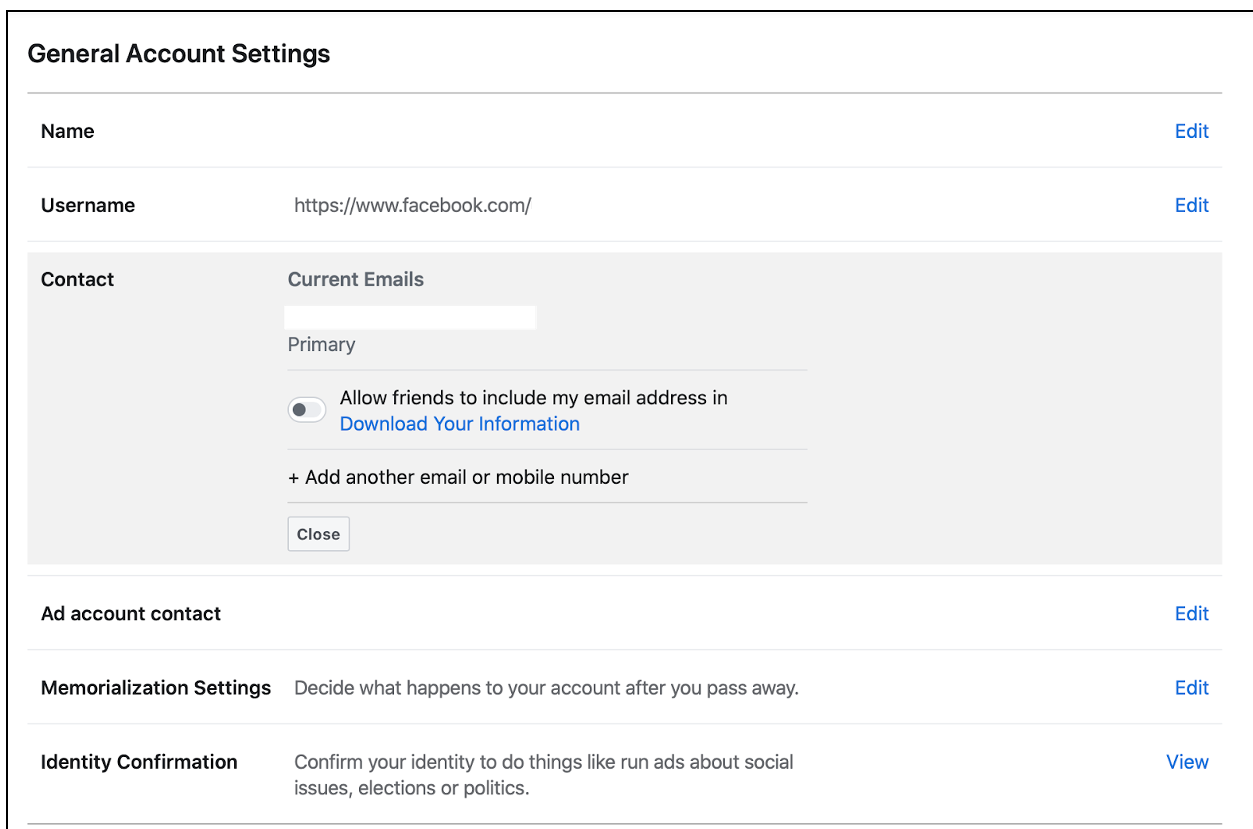 General Account Settings
Name Edit
Username https://www.facebook.com/ Edit
Contact Current Emails
Primary
Allow friends to include my email address in
Download Your Information
+ Add another email or mobile number
Close
Ad account contact Edit
Memorialization Settings Decide what happens to your account after you pass away. Edit
Identity Confirmation Confirm your identity to do things like run ads about social View
issues, elections or politics.